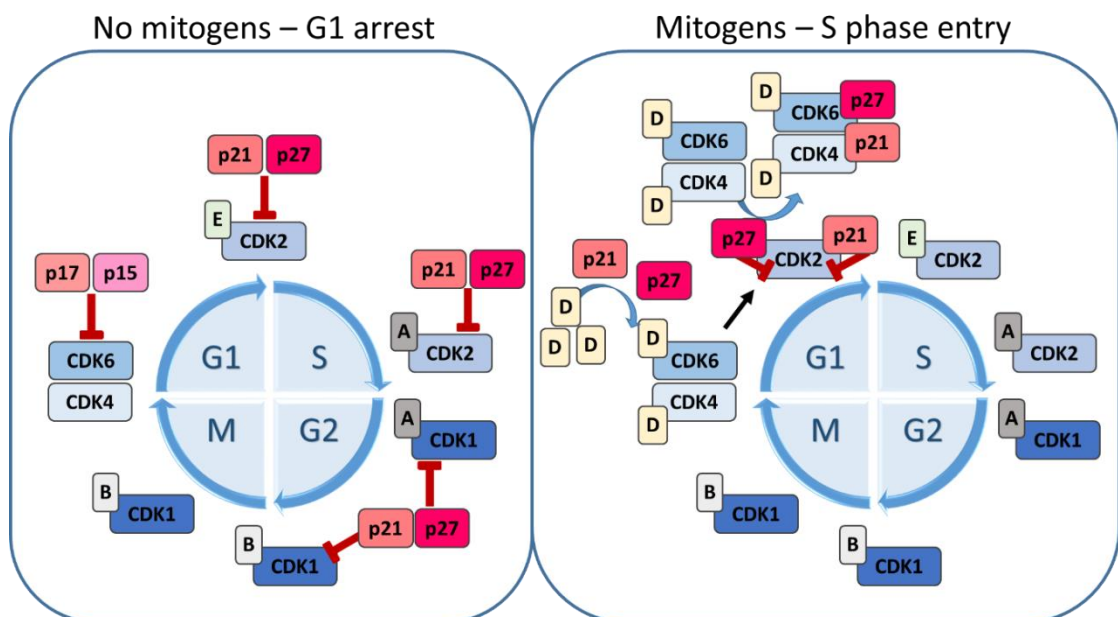 No mitogens – G1 arrest
p21 p27
E
CDK2
p17 p15
CDK6
CDK4
p21 p27
A
CDK2
G1 S
M G2
A
CDK1
B
CDK1
p21 p27
B
CDK1
Mitogens – S phase entry
D
CDK6 p27
CDK4 p21
D
D
CDK6
CDK4
D
p27 CDK2 p21
E
CDK2
p21
p27
D
D D
D
CDK6
CDK4
D
G1 S
M G2
A
CDK2
A
CDK1
B
CDK1
B
CDK1